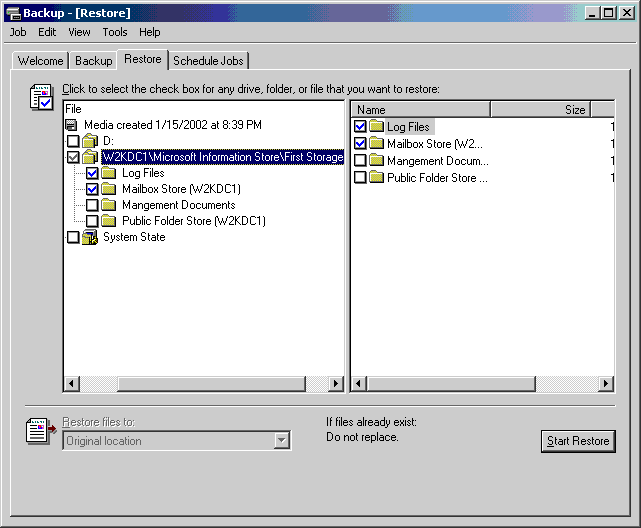 Backup - [Restore]
Job Edit View Tools Help
Welcome Backup Restore Schedule Jobs
Click to select the check box for any drive, folder, or file that you want to restore:
File
Media created 1/15/2002 at 8:39 PM
D:
W2KDC1\Microsoft Information Store\First Storage
Log Files
Mailbox Store (W2KDC1)
Mangement Documents
Public Folder Store (W2KDC1)
System State
Name Size
Log Files 1
Mailbox Store (W2... 1
Mangement Docum... 1
Public Folder Store ... 1
Restore files to:
Original location
If files already exist:
Do not replace.
Start Restore